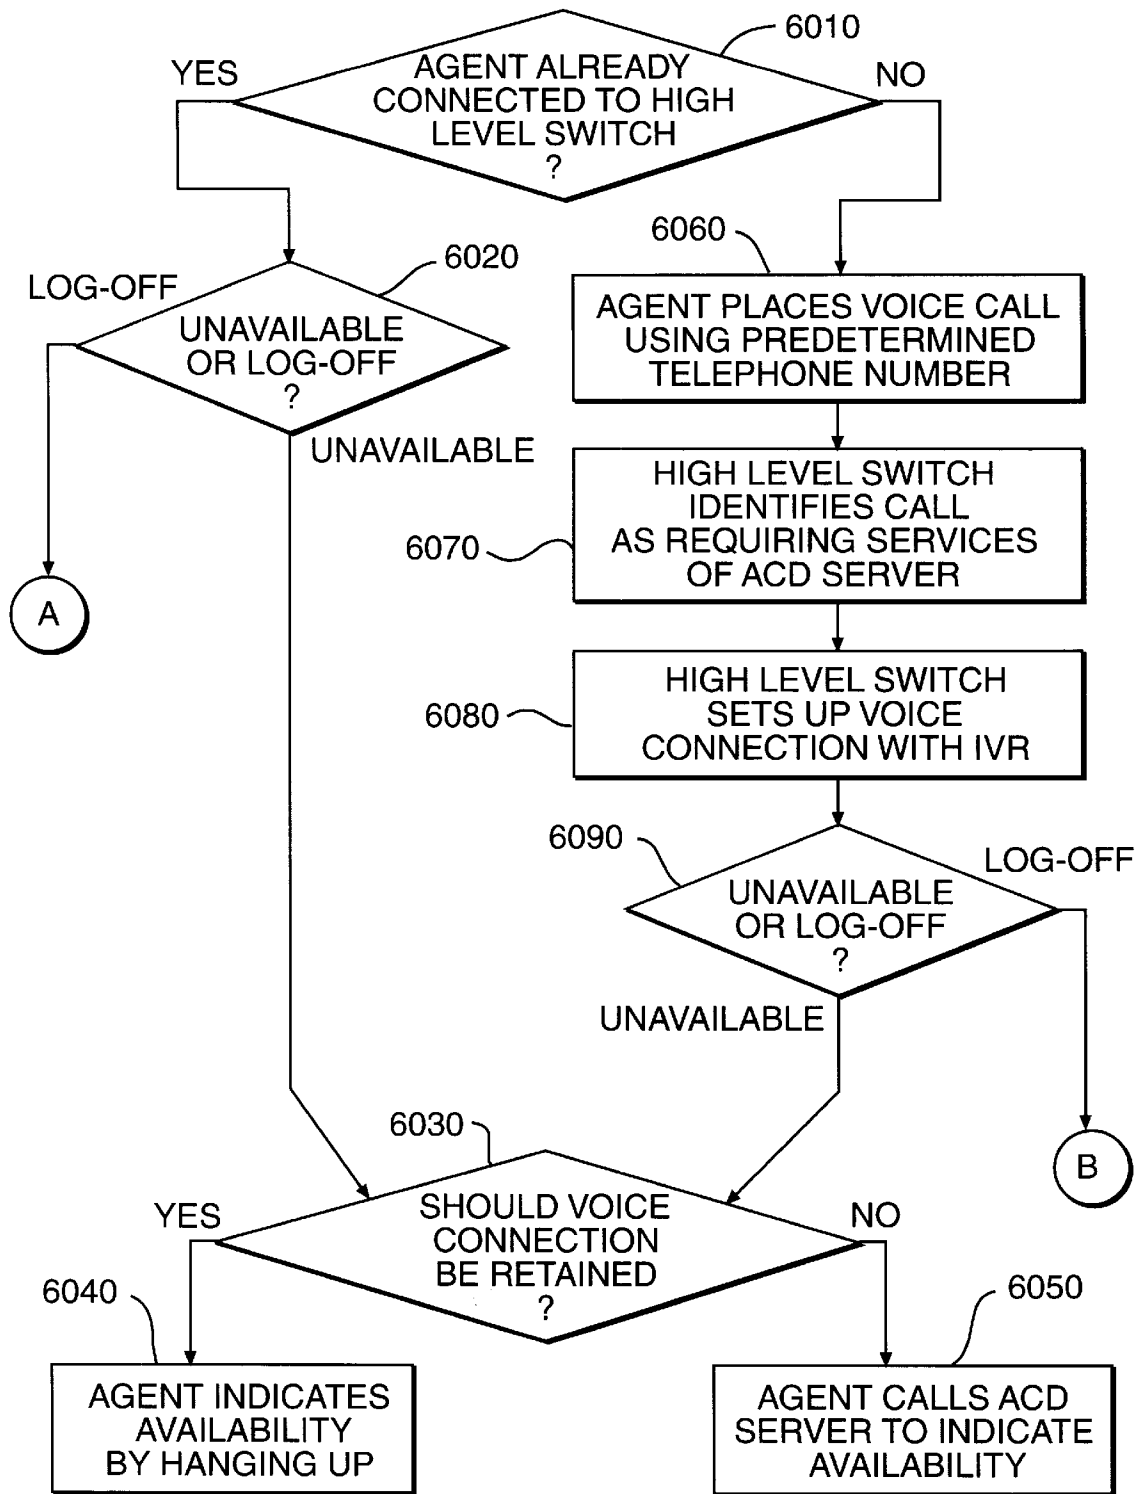 6010
YES
AGENT ALREADY
CONNECTED TO HIGH
LEVEL SWITCH
?
NO
6020
LOG-OFF
UNAVAILABLE
OR LOG-OFF
?
UNAVAILABLE
A
6060
AGENT PLACES VOICE CALL
USING PREDETERMINED
TELEPHONE NUMBER
6070
HIGH LEVEL SWITCH
IDENTIFIES CALL
AS REQUIRING SERVICES
OF ACD SERVER
6080
HIGH LEVEL SWITCH
SETS UP VOICE
CONNECTION WITH IVR
6090
LOG-OFF
UNAVAILABLE
OR LOG-OFF
?
UNAVAILABLE
B
6030
YES
SHOULD VOICE
CONNECTION
BE RETAINED
?
NO
6040
AGENT INDICATES
AVAILABILITY
BY HANGING UP
6050
AGENT CALLS ACD
SERVER TO INDICATE
AVAILABILITY